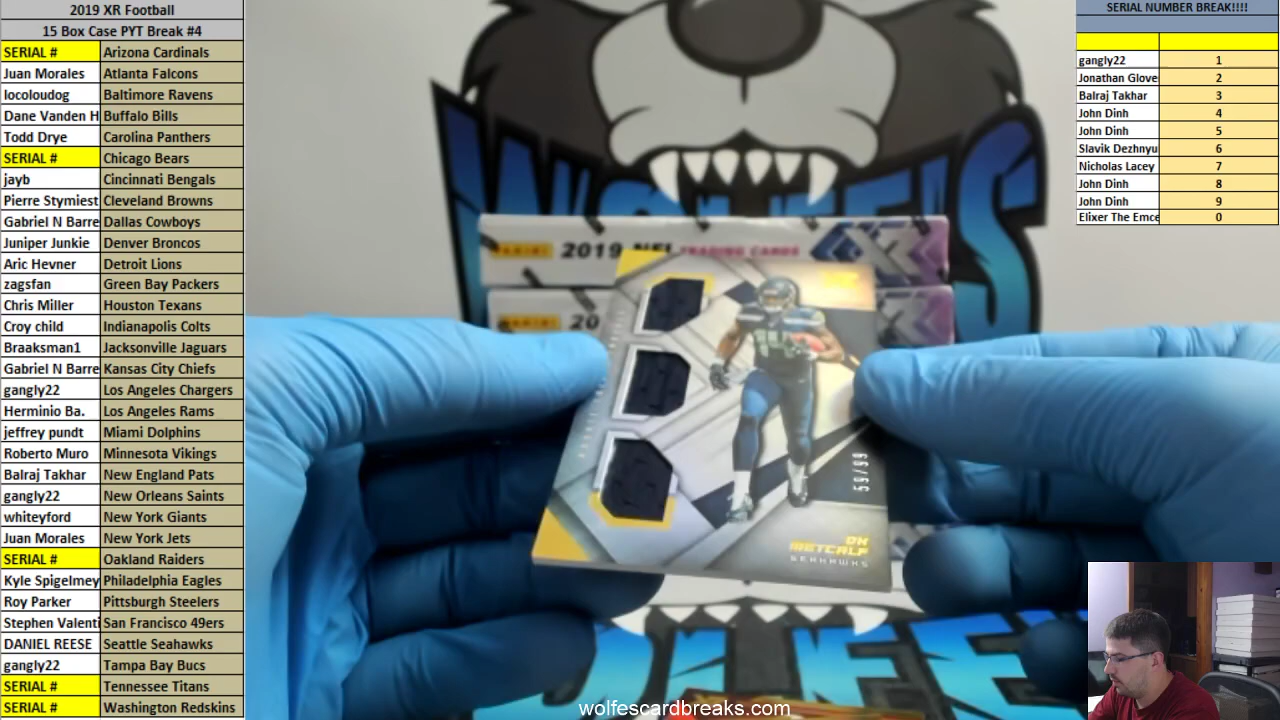 2019 XR Football
15 Box Case PYT Break #4
SERIAL # Arizona Cardinals
Juan Morales Atlanta Falcons
locoloudog Baltimore Ravens
Dane Vanden H Buffalo Bills
Todd Drye Carolina Panthers
SERIAL # Chicago Bears
jayb Cincinnati Bengals
Pierre Stymiest Cleveland Browns
Gabriel N Barre Dallas Cowboys
Juniper Junkie Denver Broncos
Aric Hevner Detroit Lions
zagsfan Green Bay Packers
Chris Miller Houston Texans
Croy child Indianapolis Colts
Braaksman1 Jacksonville Jaguars
Gabriel N Barre Kansas City Chiefs
gangly22 Los Angeles Chargers
Herminio Ba. Los Angeles Rams
jeffrey pundt Miami Dolphins
Roberto Muro Minnesota Vikings
Balraj Takhar New England Pats
gangly22 New Orleans Saints
whiteyford New York Giants
Juan Morales New York Jets
SERIAL # Oakland Raiders
Kyle Spigelmey Philadelphia Eagles
Roy Parker Pittsburgh Steelers
Stephen Valenti San Francisco 49ers
DANIEL REESE Seattle Seahawks
gangly22 Tampa Bay Bucs
SERIAL # Tennessee Titans
SERIAL # Washington Redskins
SERIAL NUMBER BREAK!!!!
gangly22 1
Jonathan Glove 2
Balraj Takhar 3
John Dinh 4
John Dinh 5
Slavik Dezhnyu 6
Nicholas Lacey 7
John Dinh 8
John Dinh 9
Elixer The Emce 0
WOLFE'S
PANINI 2019 NFL TRADING CARDS XR
PANINI 20
59/99
DK
METCALF
SEAHAWKS
wolfescardbreaks.com